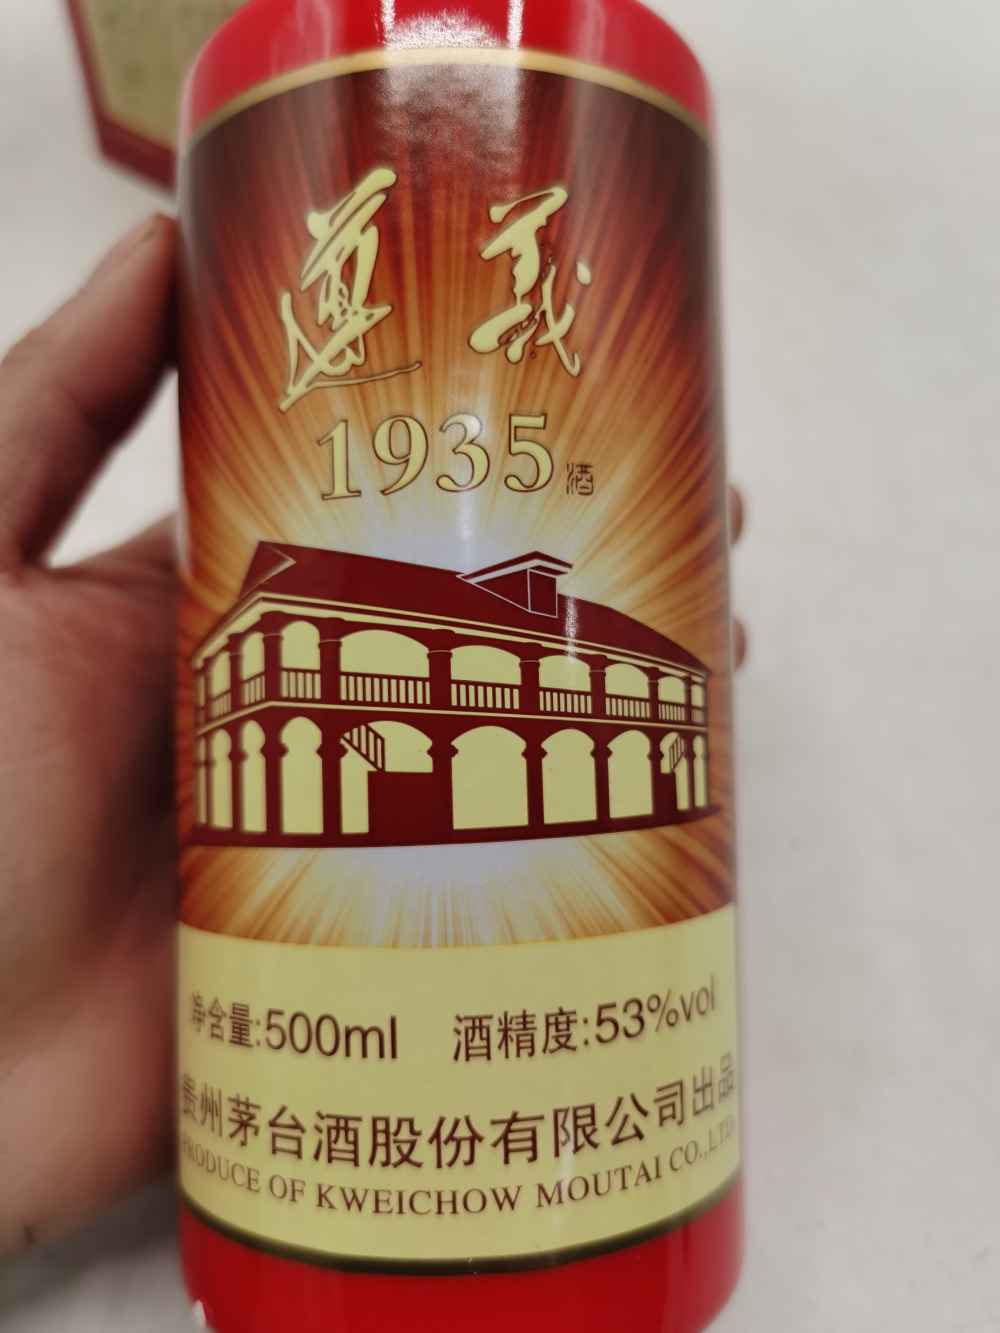 遵义
1935酒
净含量:500ml 酒精度:53%vol
贵州茅台酒股份有限公司出品
PRODUCE OF KWEICHOW MOUTAI CO.,LTD.